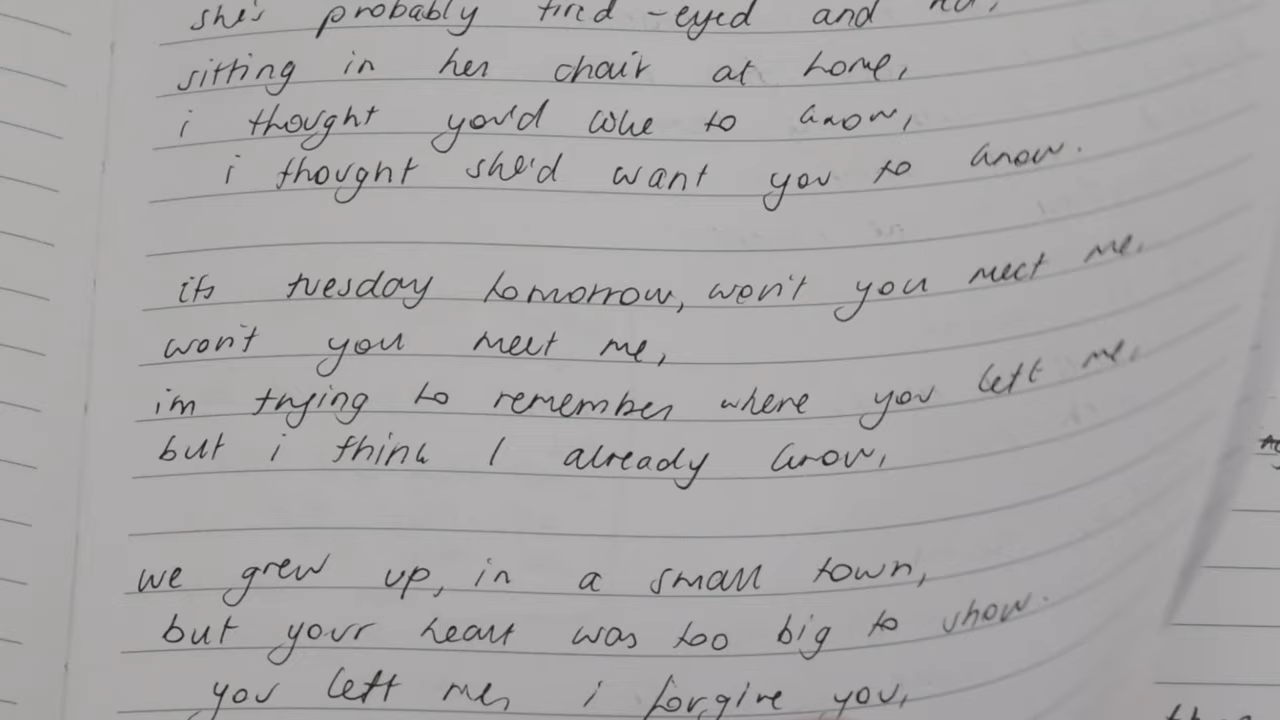 she's probably tired-eyed and
sitting in her chair at home,
i thought you'd like to know,
i thought she'd want you to know.
its tuesday tomorrow, won't you meet me.
won't you meet me,
im trying to remember where you left me.
but i think I already know,
we grew up, in a small town,
but your heart was too big to show.
you left me, i forgive you,